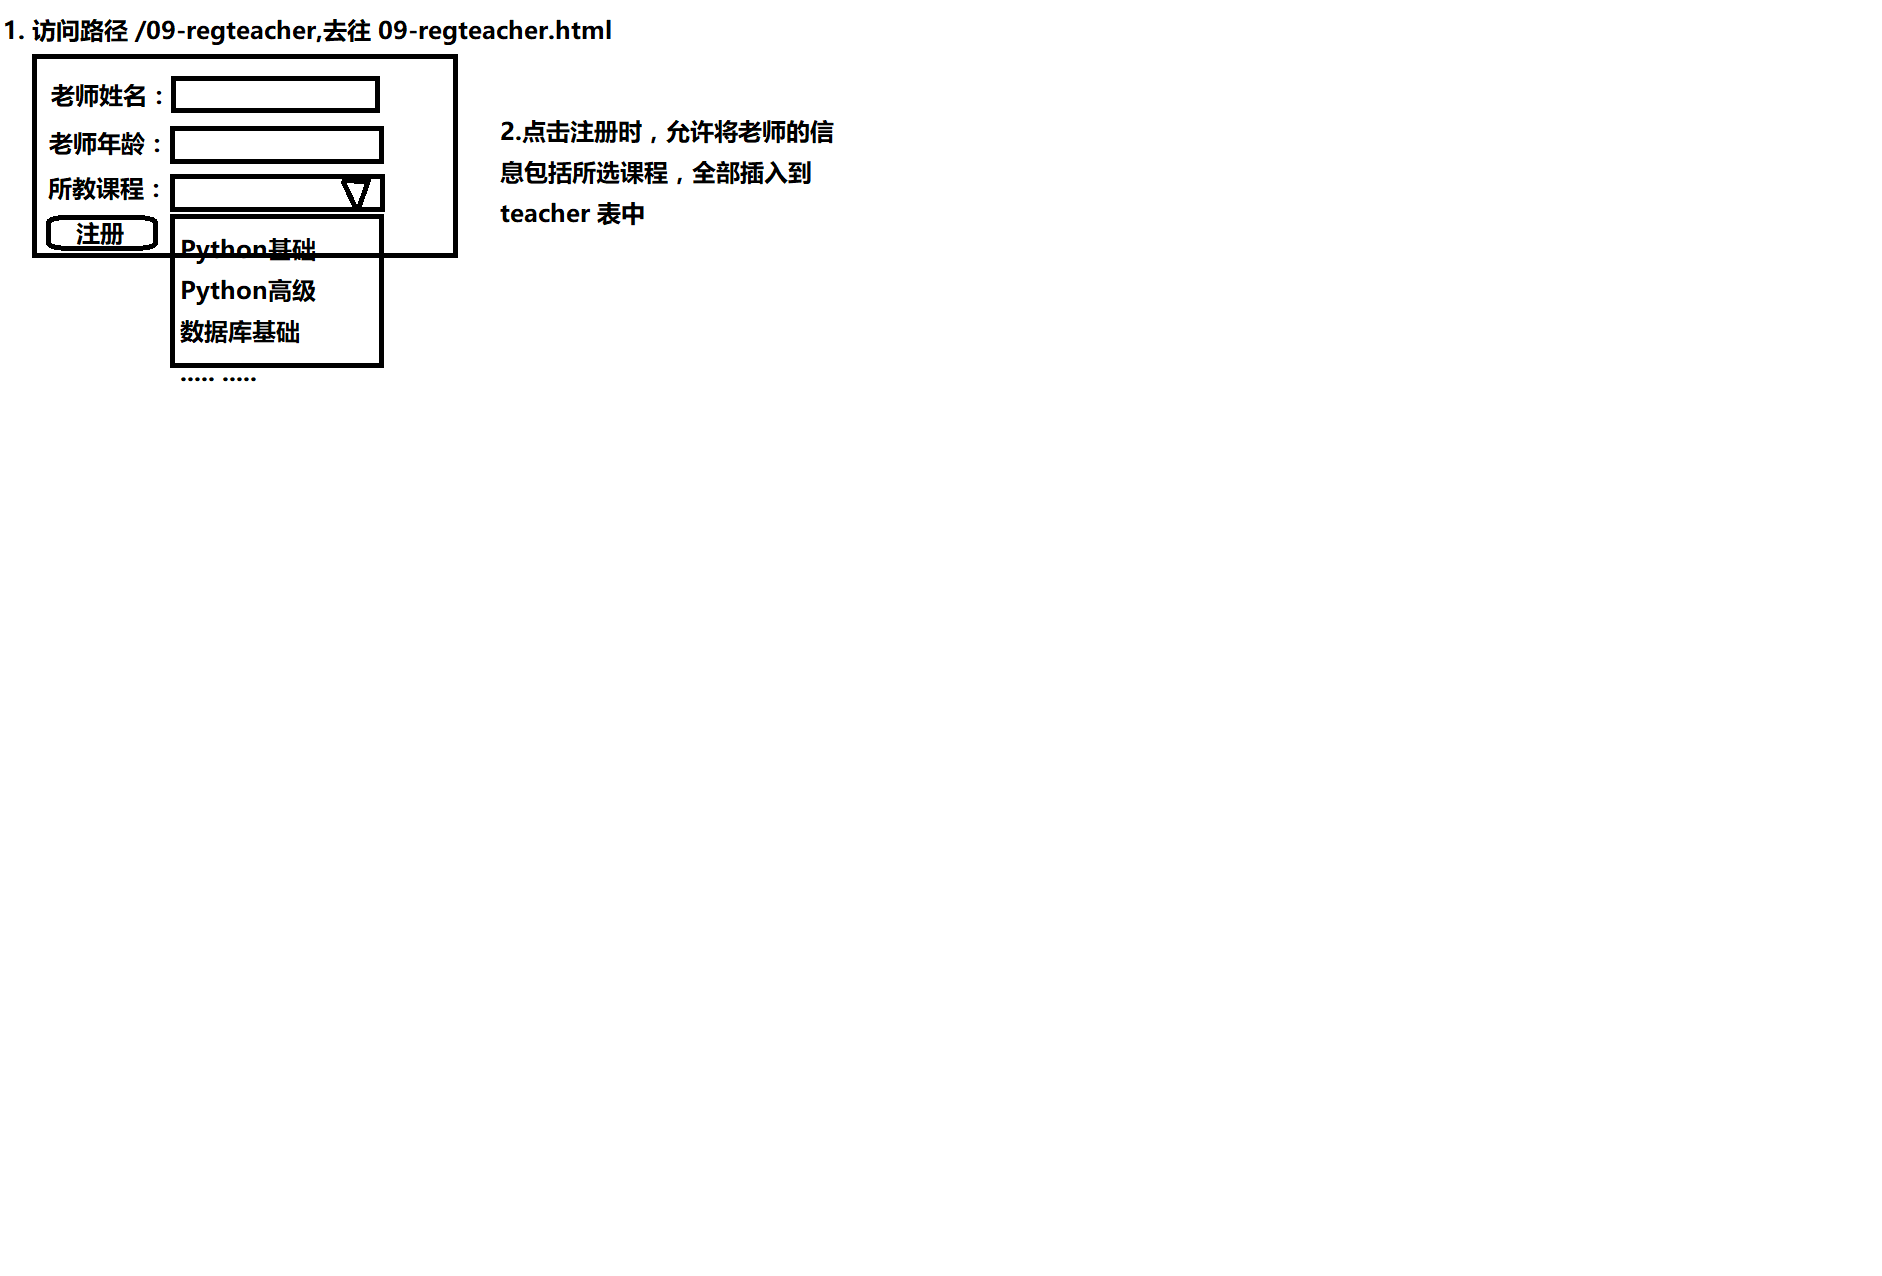 1. 访问路径 /09-regteacher,去往 09-regteacher.html
老师姓名：
老师年龄：
所教课程：
注册
Python基础
Python高级
数据库基础
..... .....
2.点击注册时，允许将老师的信
息包括所选课程，全部插入到
teacher 表中